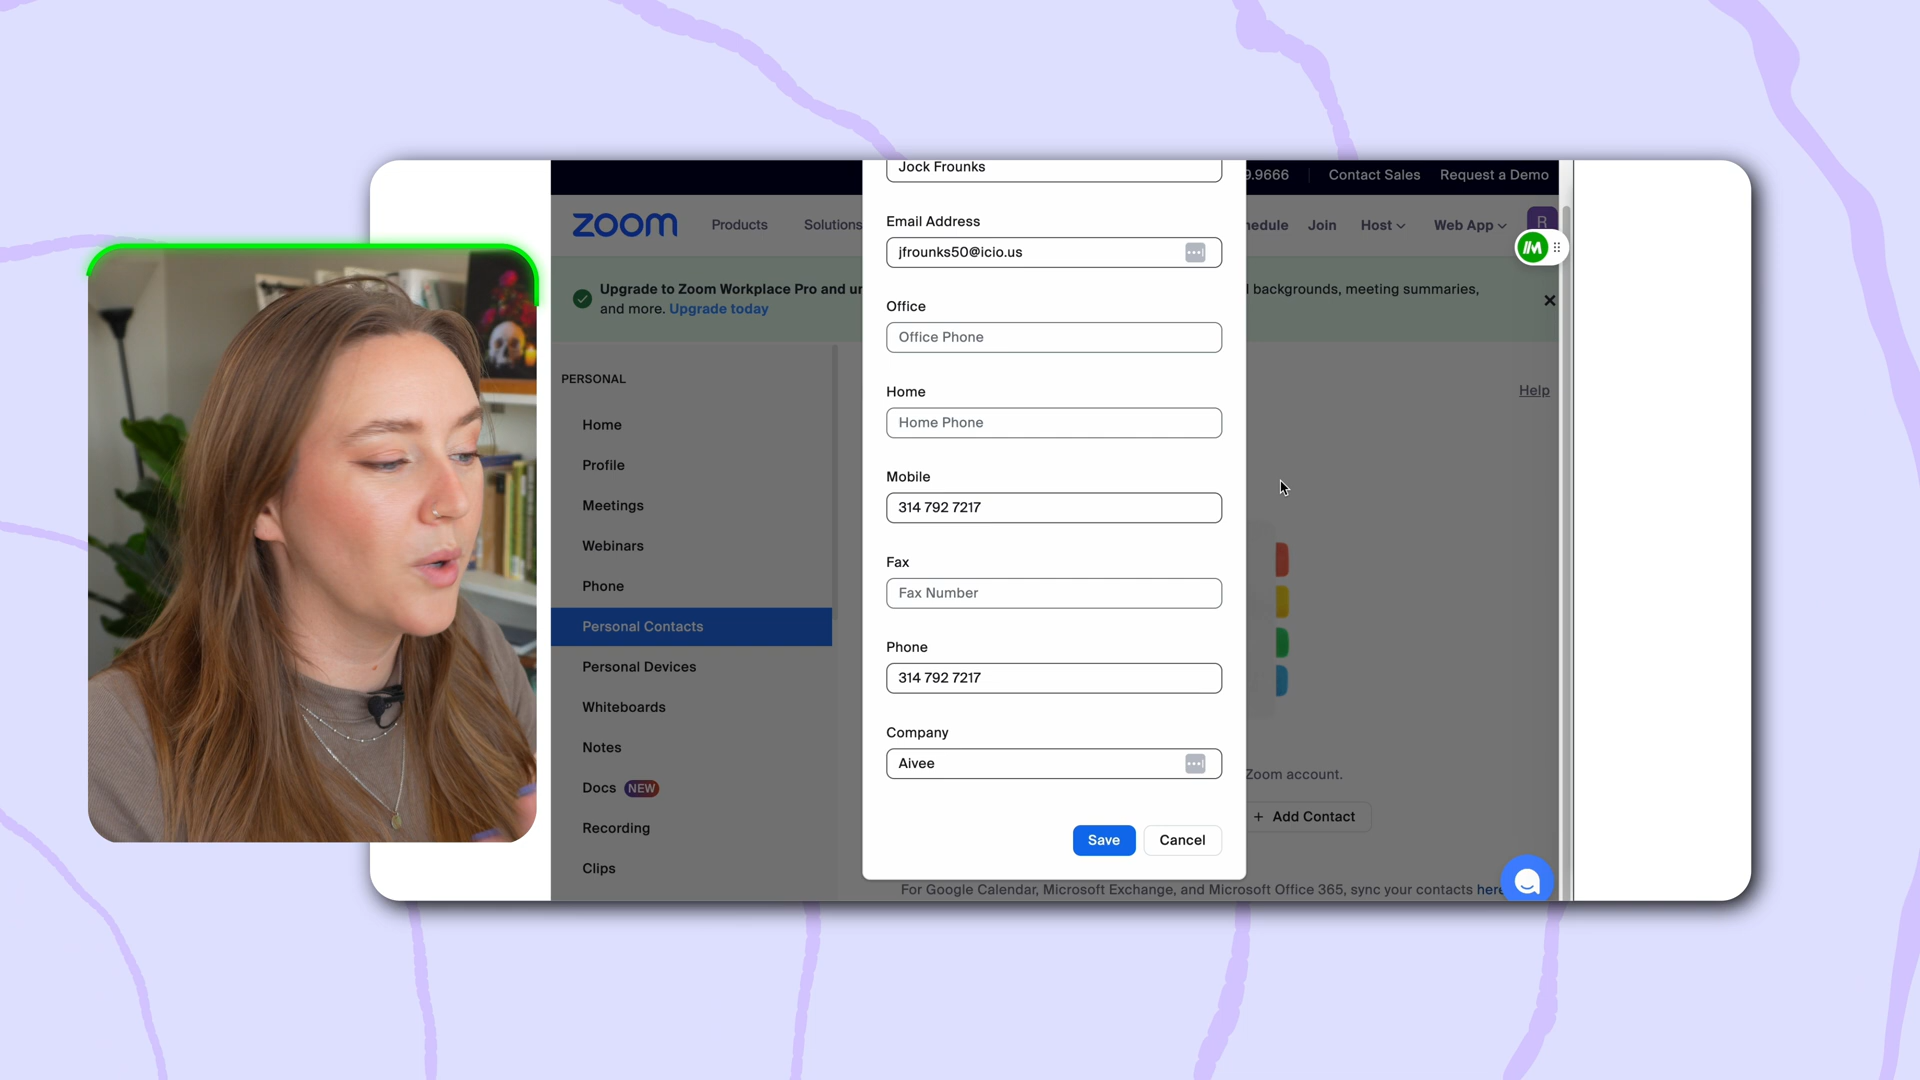 Jock Frounks
9.9666
Contact Sales
Request a Demo
zoom
Products
Solutions
hedule
Join
Host
Web App
R
Email Address
jfrounks50@icio.us
Upgrade to Zoom Workplace Pro and un
l backgrounds, meeting summaries,
and more. Upgrade today
Office
Office Phone
PERSONAL
Help
Home
Home Phone
Home
Profile
Meetings
Webinars
Phone
Personal Contacts
Personal Devices
Whiteboards
Notes
Docs NEW
Recording
Clips
Mobile
314 792 7217
Fax
Fax Number
Phone
314 792 7217
Company
Aivee
Zoom account.
+ Add Contact
Save
Cancel
For Google Calendar, Microsoft Exchange, and Microsoft Office 365, sync your contacts here